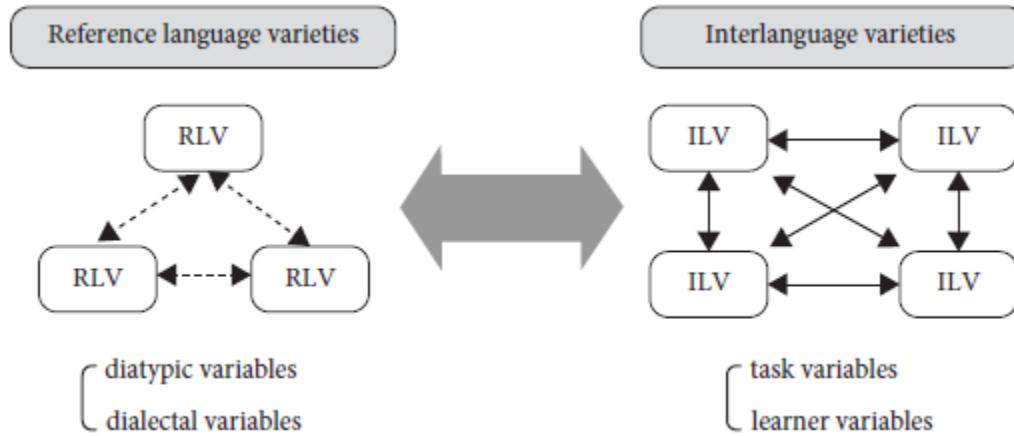 Reference language varieties
Interlanguage varieties
RLV
ILV
ILV
RLV
RLV
ILV
ILV
diatypic variables
task variables
dialectal variables
learner variables